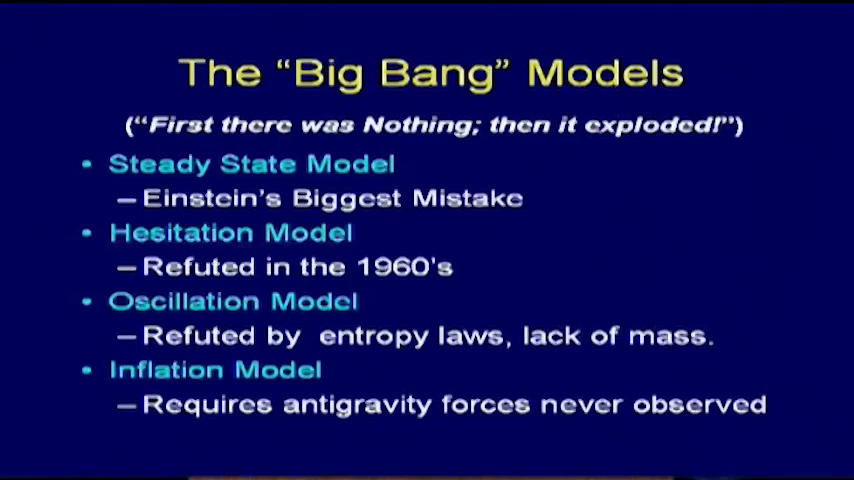 The “Big Bang” Models
(“First there was Nothing; then it exploded!”)
• Steady State Model
– Einstein’s Biggest Mistake
• Hesitation Model
– Refuted in the 1960's
• Oscillation Model
– Refuted by entropy laws, lack of mass.
• Inflation Model
– Requires antigravity forces never observed